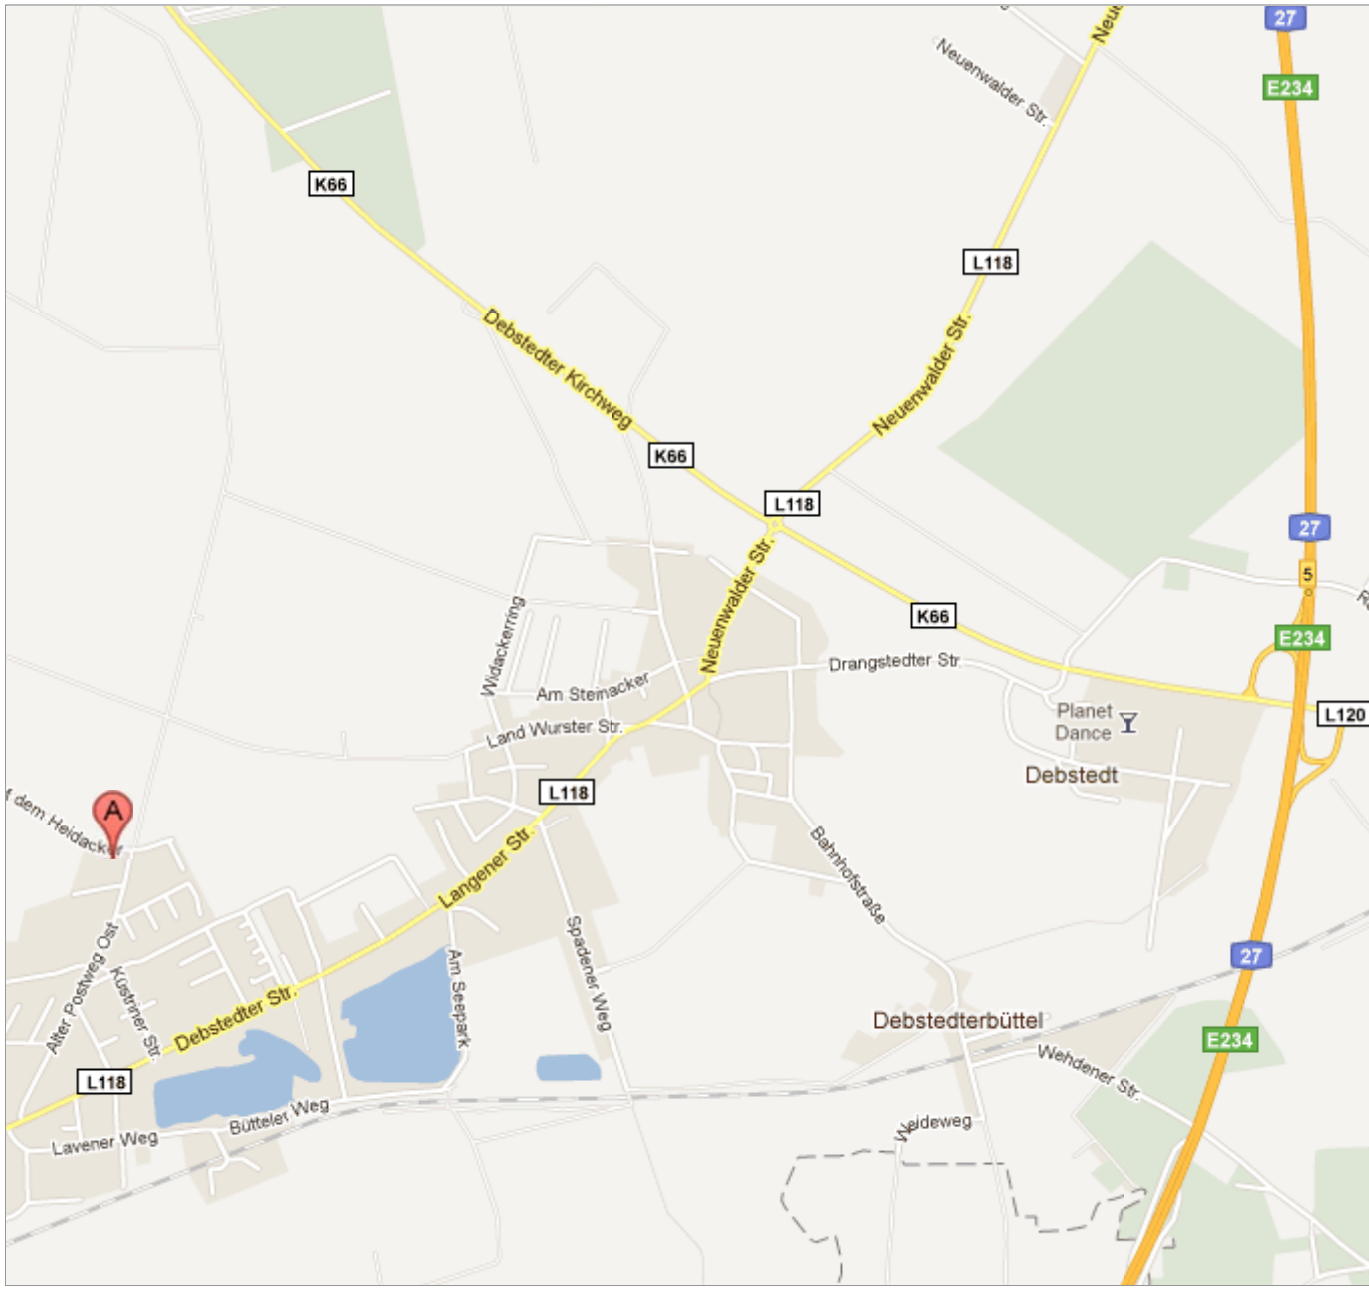 Neue
27
E234
Neuenwalder Str.
K66
L118
Debstedter Kirchweg
Neuenwalder Str.
K66
L118
27
Neuenwalder Str.
5
K66
E234
Widackerring
Drangstedter Str.
Am Steinacker
Planet
Dance
L120
Land Wurster Str.
Debstedt
L118
f dem Heidacker
A
Langener Str.
Bahnhofstraße
Alter Postweg Ost
Spadener Weg
Am Seepark
27
Küstriner Str.
Debstedter Str.
Debstedterbüttel
E234
Wehdener Str.
L118
Bütteler Weg
Weideweg
Lavener Weg